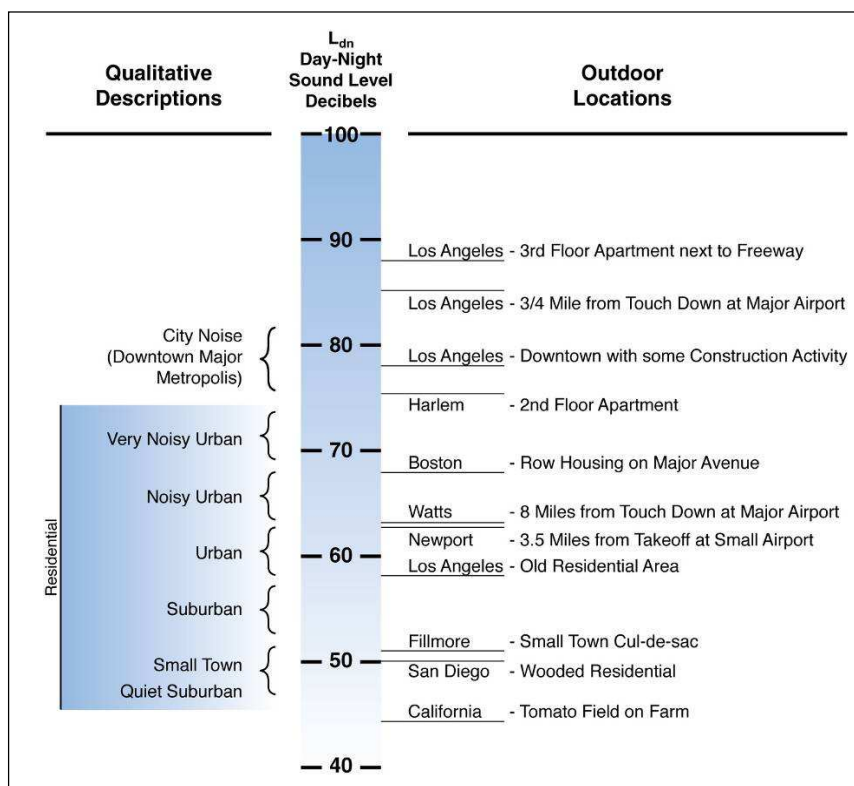 Qualitative
Descriptions
L_dn
Day-Night
Sound Level
Decibels
Outdoor
Locations
100
90
80
70
60
50
40
City Noise
(Downtown Major
Metropolis)
Very Noisy Urban
Noisy Urban
Urban
Suburban
Small Town
Quiet Suburban
Residential
Los Angeles - 3rd Floor Apartment next to Freeway
Los Angeles - 3/4 Mile from Touch Down at Major Airport
Los Angeles - Downtown with some Construction Activity
Harlem - 2nd Floor Apartment
Boston - Row Housing on Major Avenue
Watts - 8 Miles from Touch Down at Major Airport
Newport - 3.5 Miles from Takeoff at Small Airport
Los Angeles - Old Residential Area
Fillmore - Small Town Cul-de-sac
San Diego - Wooded Residential
California - Tomato Field on Farm